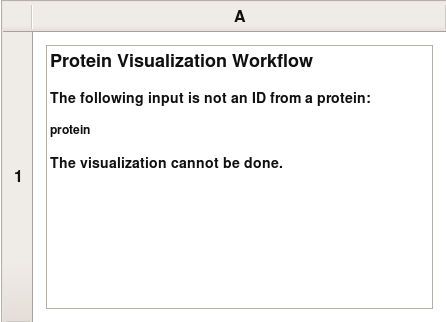 A
1
Protein Visualization Workflow
The following input is not an ID from a protein:
protein
The visualization cannot be done.